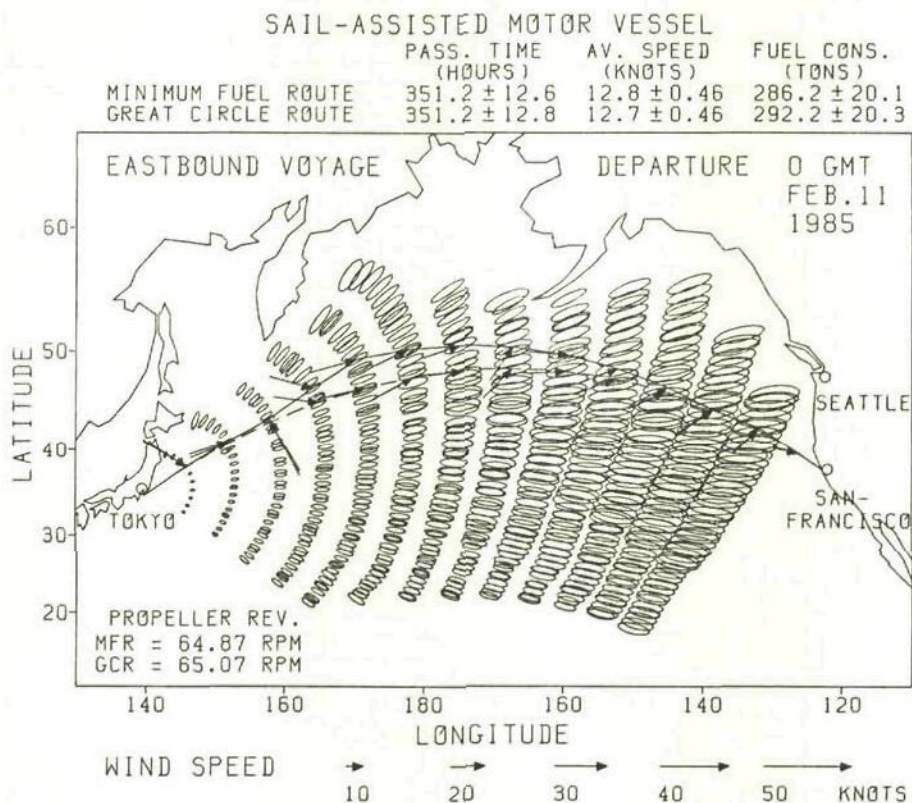 SAIL-ASSISTED MOTOR VESSEL
PASS. TIME AV. SPEED FUEL CONS.
(HOURS) (KNOTS) (TONS)
MINIMUM FUEL ROUTE 351.2 ± 12.6 12.8 ± 0.46 286.2 ± 20.1
GREAT CIRCLE ROUTE 351.2 ± 12.8 12.7 ± 0.46 292.2 ± 20.3
EASTBOUND VOYAGE DEPARTURE 0 GMT
FEB.11
1985
60
50
40
30
20
LATITUDE
SEATTLE
SAN-
FRANCISCO
TOKYO
PROPELLER REV.
MFR = 64.87 RPM
GCR = 65.07 RPM
140 160 180 160 140 120
LONGITUDE
WIND SPEED
10 20 30 40 50 KNOTS